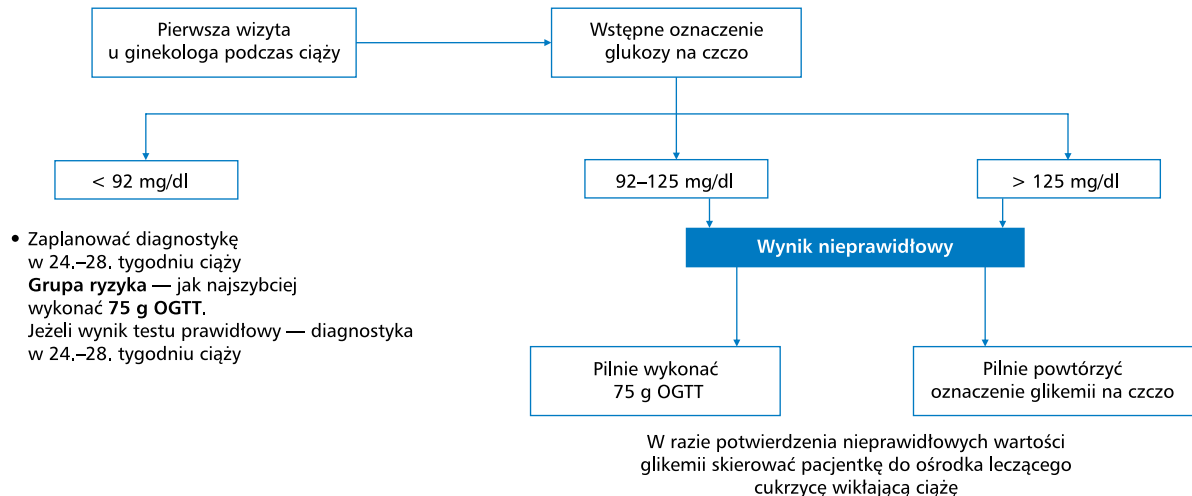 Pierwsza wizyta
u ginekologa podczas ciąży
Wstępne oznaczenie
glukozy na czczo
< 92 mg/dl
92–125 mg/dl
> 125 mg/dl
• Zaplanować diagnostykę
w 24.–28. tygodniu ciąży
Grupa ryzyka — jak najszybciej
wykonać 75 g OGTT.
Jeżeli wynik testu prawidłowy — diagnostyka
w 24.–28. tygodniu ciąży
Wynik nieprawidłowy
Pilnie wykonać
75 g OGTT
Pilnie powtórzyć
oznaczenie glikemii na czczo
W razie potwierdzenia nieprawidłowych wartości
glikemii skierować pacjentkę do ośrodka leczącego
cukrzycę wikłającą ciążę